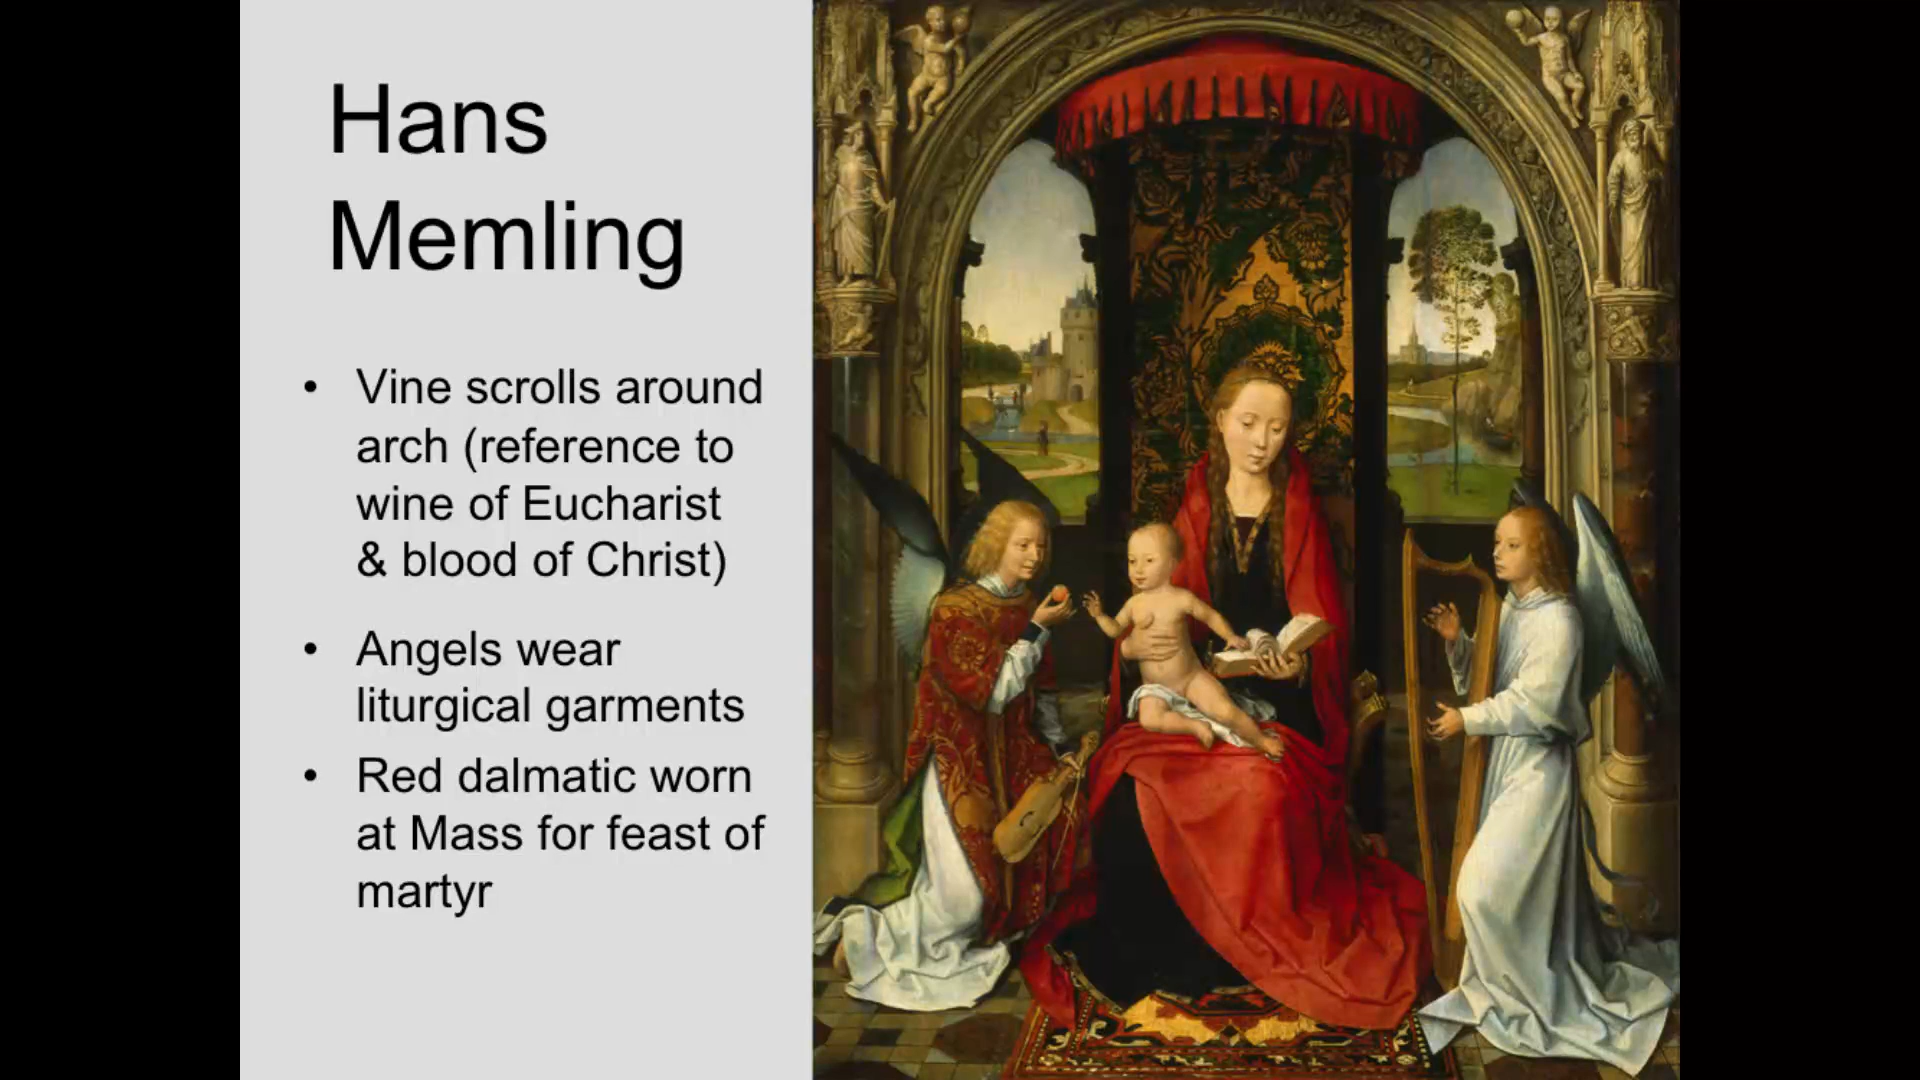 Hans
Memling
• Vine scrolls around
arch (reference to
wine of Eucharist
& blood of Christ)
• Angels wear
liturgical garments
• Red dalmatic worn
at Mass for feast of
martyr